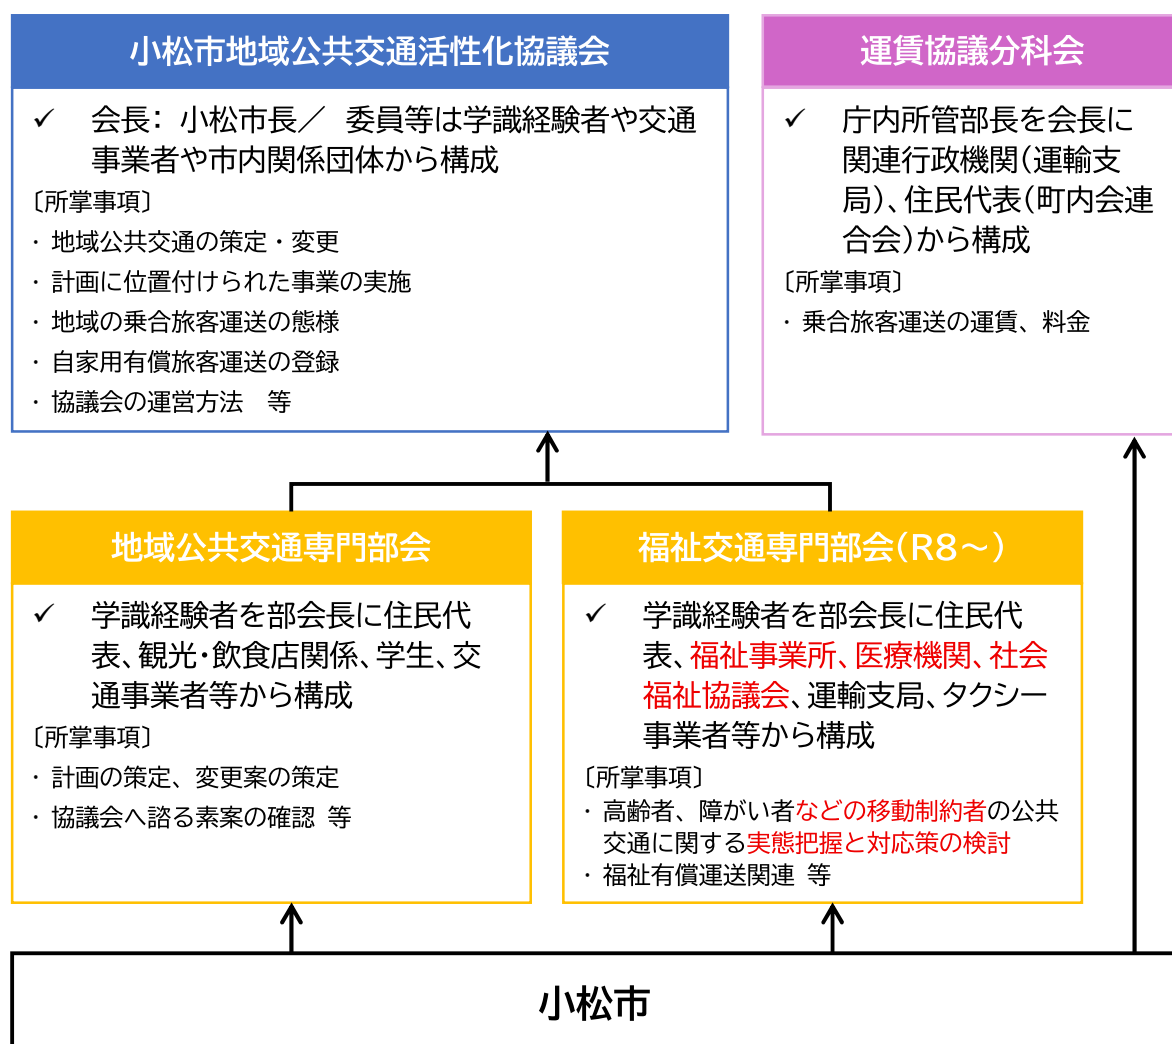 小松市地域公共交通活性化協議会
✓ 会長： 小松市長／ 委員等は学識経験者や交通
事業者や市内関係団体から構成
〔所掌事項〕
・地域公共交通の策定・変更
・計画に位置付けられた事業の実施
・地域の乗合旅客運送の態様
・自家用有償旅客運送の登録
・協議会の運営方法　等
運賃協議分科会
✓ 庁内所管部長を会長に
関連行政機関（運輸支
局）、住民代表（町内会連
合会）から構成
〔所掌事項〕
・乗合旅客運送の運賃、料金
地域公共交通専門部会
✓ 学識経験者を部会長に住民代
表、観光・飲食店関係、学生、交
通事業者等から構成
〔所掌事項〕
・計画の策定、変更案の策定
・協議会へ諮る素案の確認 等
福祉交通専門部会（R8～）
✓ 学識経験者を部会長に住民代
表、福祉事業所、医療機関、社会
福祉協議会、運輸支局、タクシー
事業者等から構成
〔所掌事項〕
・高齢者、障がい者などの移動制約者の公共
交通に関する実態把握と対応策の検討
・福祉有償運送関連 等
小松市